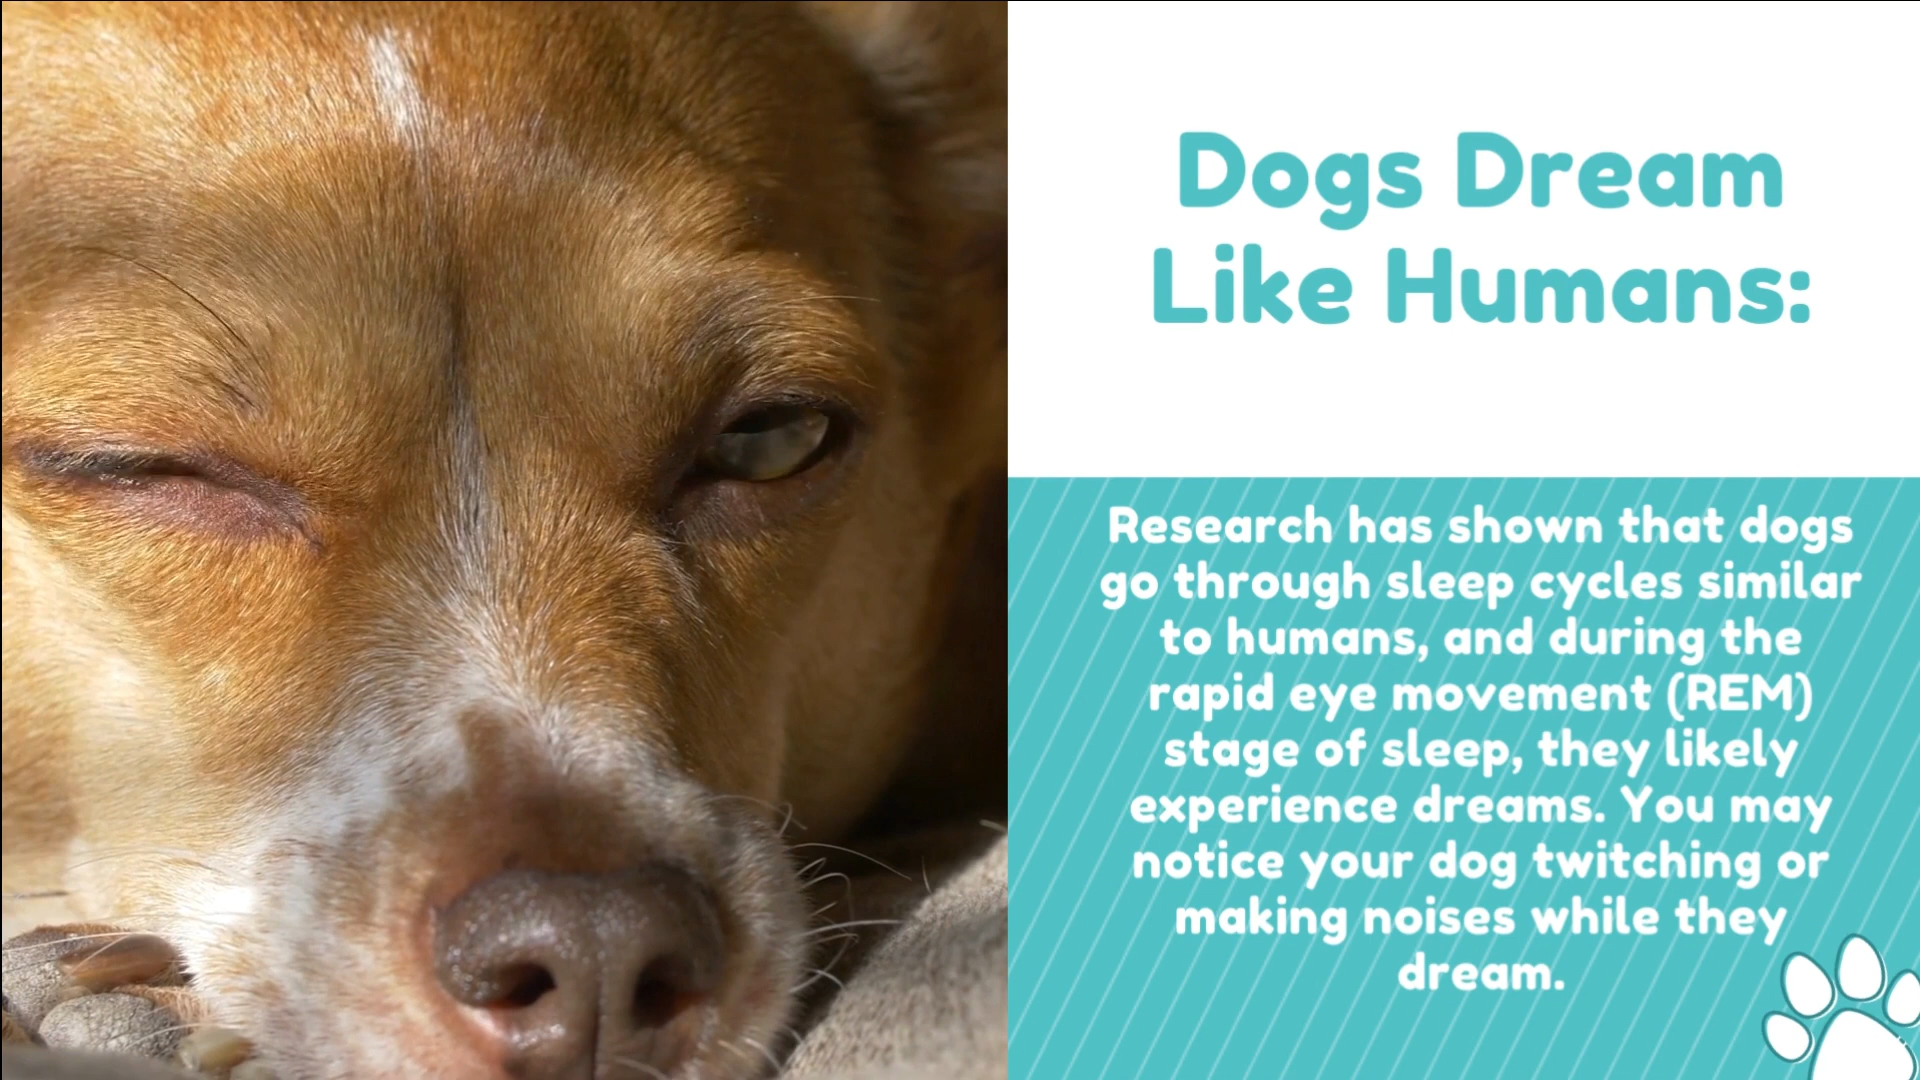 Dogs Dream
Like Humans:
Research has shown that dogs
go through sleep cycles similar
to humans, and during the
rapid eye movement (REM)
stage of sleep, they likely
experience dreams. You may
notice your dog twitching or
making noises while they
dream.